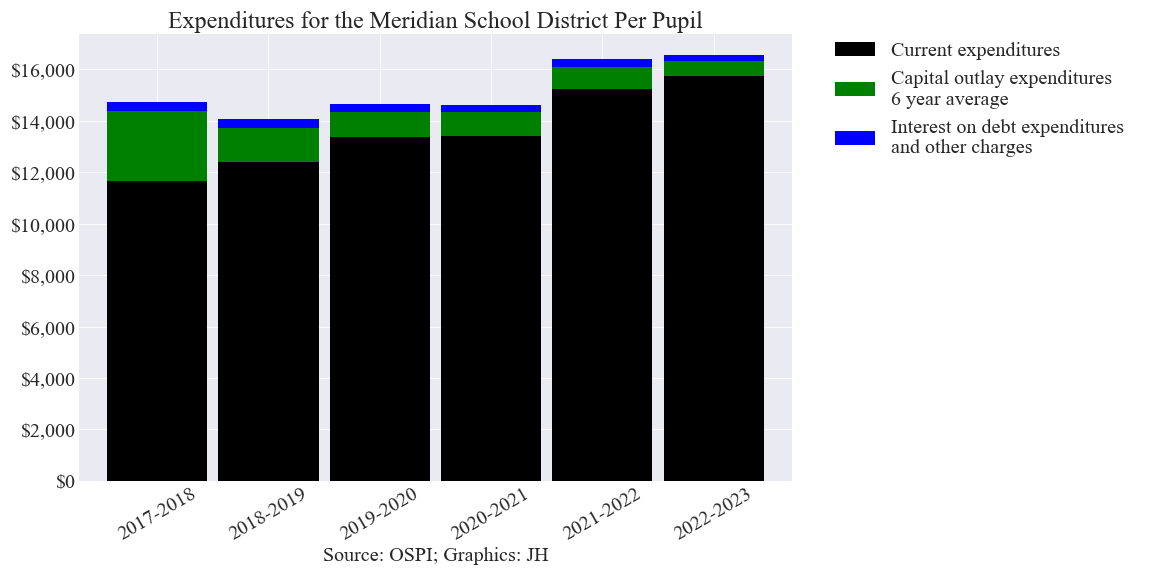 Expenditures for the Meridian School District Per Pupil
$16,000
$14,000
$12,000
$10,000
$8,000
$6,000
$4,000
$2,000
$0
2017-2018
2018-2019
2019-2020
2020-2021
2021-2022
2022-2023
Source: OSPI; Graphics: JH
Current expenditures
Capital outlay expenditures
6 year average
Interest on debt expenditures
and other charges